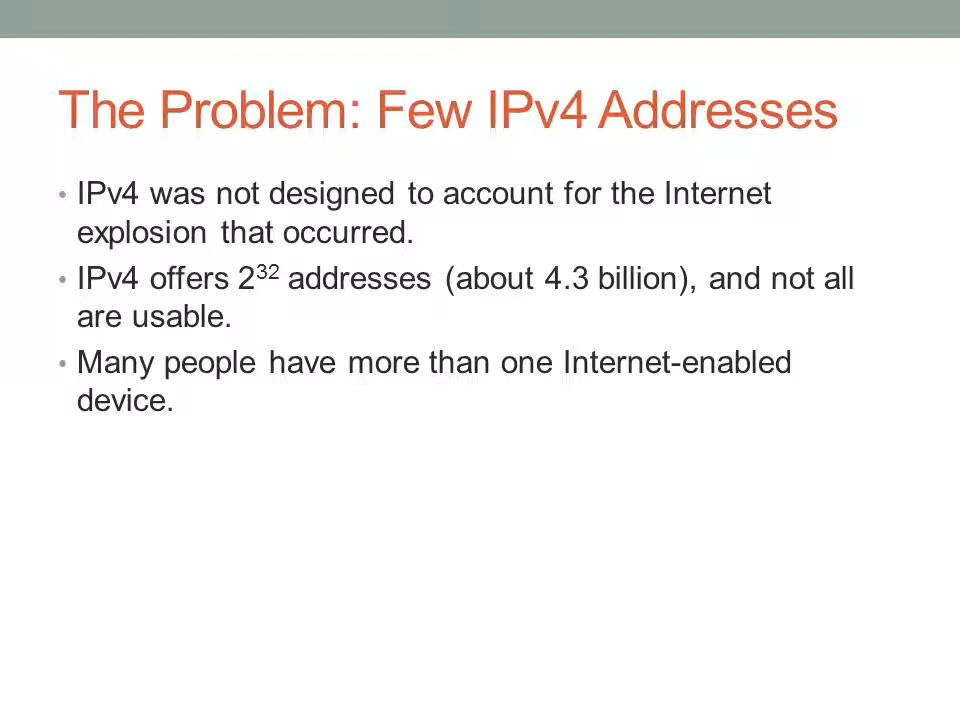 The Problem: Few IPv4 Addresses
• IPv4 was not designed to account for the Internet
explosion that occurred.
• IPv4 offers 2³² addresses (about 4.3 billion), and not all
are usable.
• Many people have more than one Internet-enabled
device.